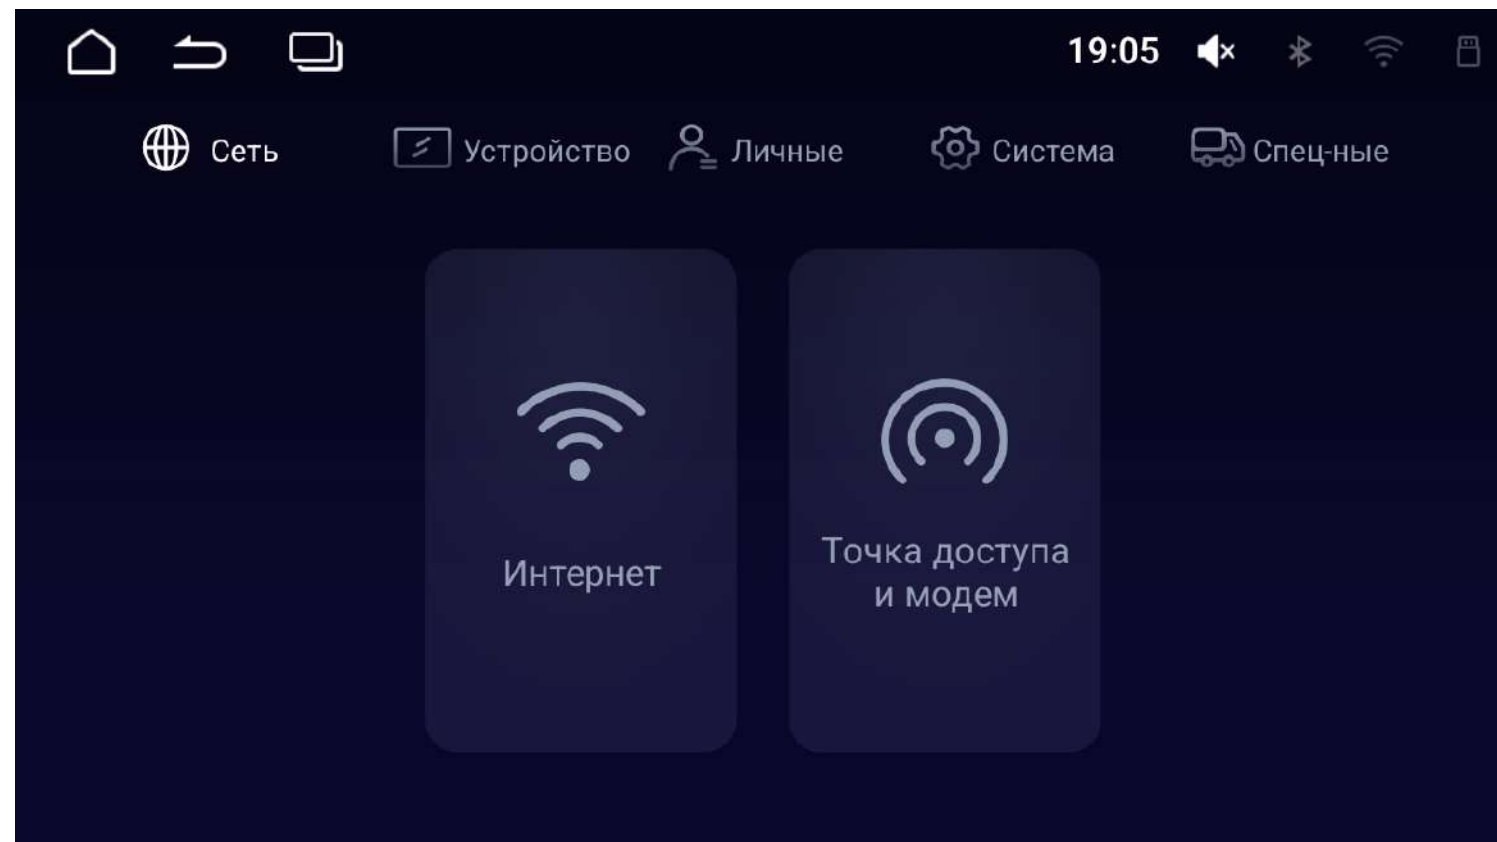 19:05
Сеть
Устройство
Личные
Система
Спец-ные
Интернет
Точка доступа
и модем